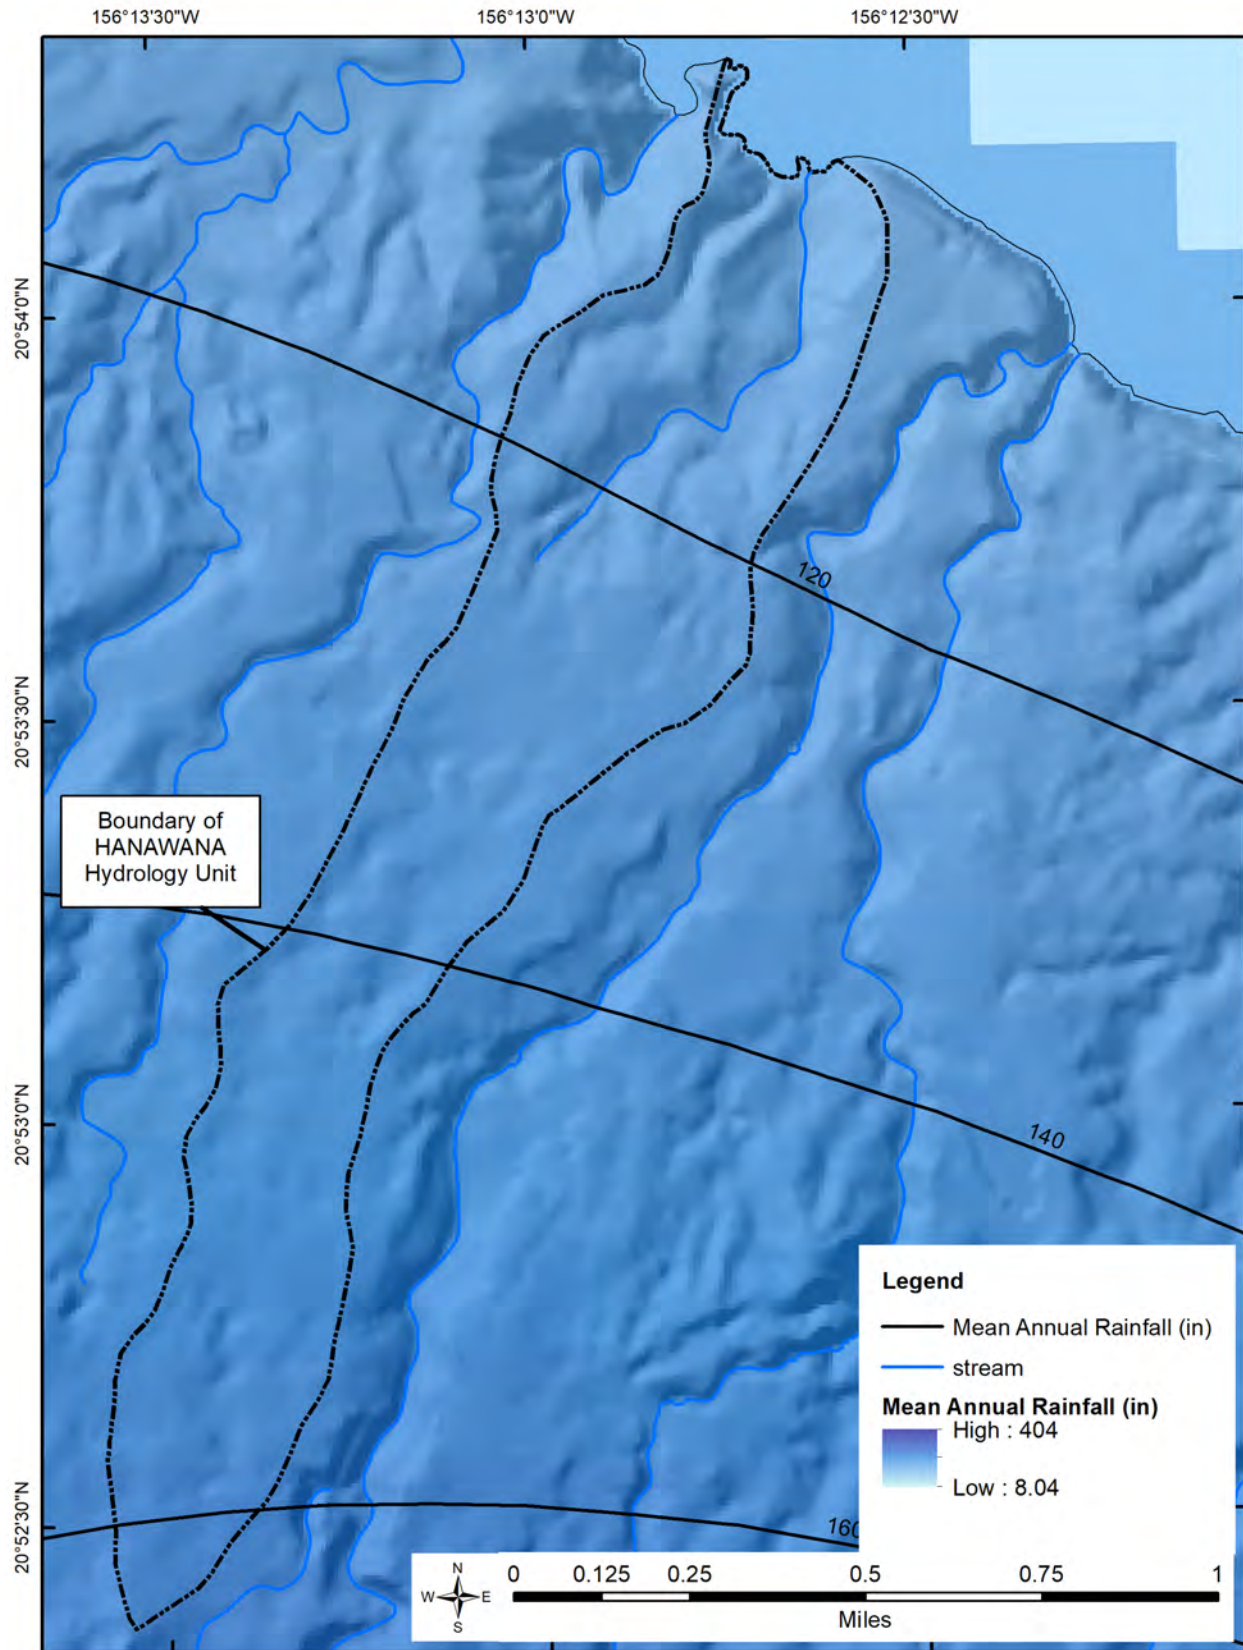 156°13'30"W 156°13'0"W 156°12'30"W
20°54'0"N
120
20°53'30"N
Boundary of
HANAWANA
Hydrology Unit
20°53'0"N
140
Legend
Mean Annual Rainfall (in)
stream
Mean Annual Rainfall (in)
High : 404
Low : 8.04
20°52'30"N
160
N
W E
S
0 0.125 0.25 0.5 0.75 1
Miles